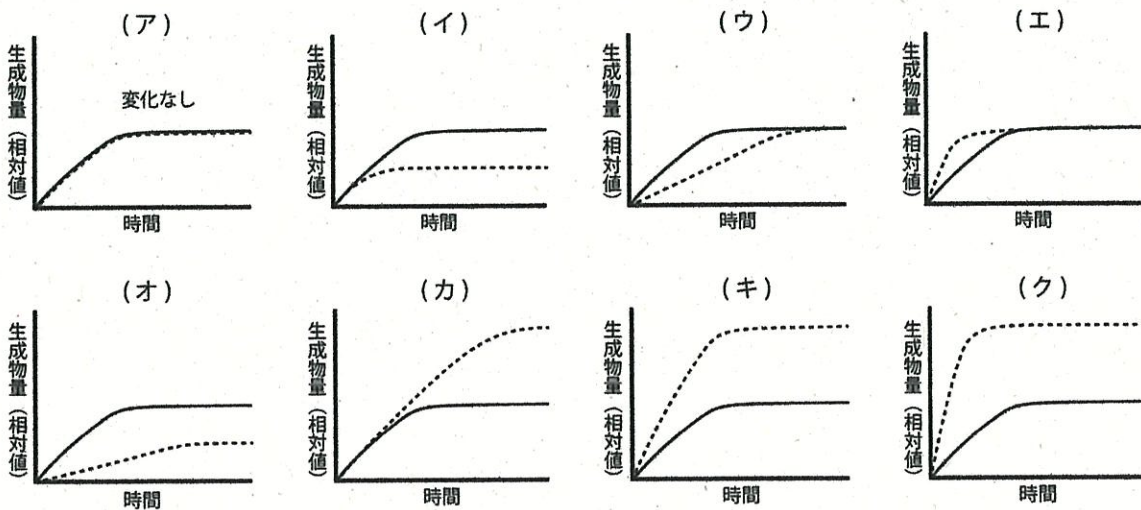 (ア)
生成物量(相対値)
変化なし
時間
(イ)
生成物量(相対値)
時間
(ウ)
生成物量(相対値)
時間
(エ)
生成物量(相対値)
時間
(オ)
生成物量(相対値)
時間
(カ)
生成物量(相対値)
時間
(キ)
生成物量(相対値)
時間
(ク)
生成物量(相対値)
時間